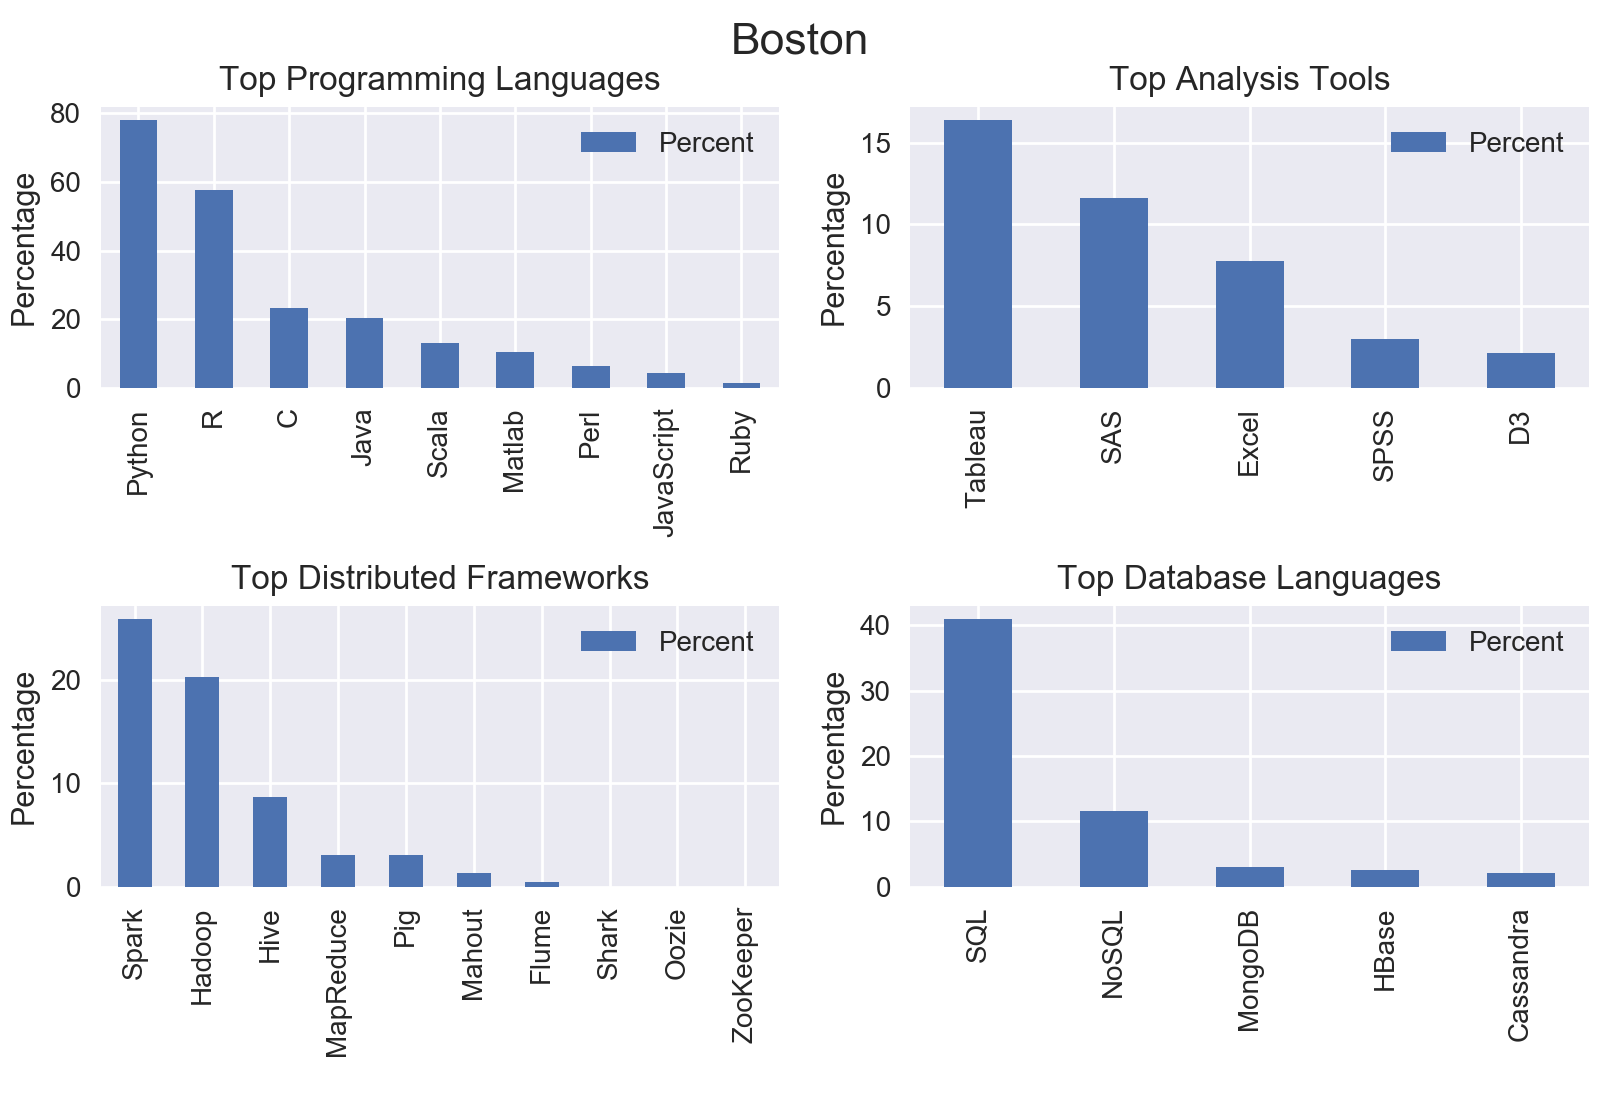 Boston
Top Programming Languages
Percentage
80
60
40
20
0
Percent
Python
R
C
Java
Scala
Matlab
Perl
JavaScript
Ruby
Top Analysis Tools
Percentage
15
10
5
0
Percent
Tableau
SAS
Excel
SPSS
D3
Top Distributed Frameworks
Percentage
20
10
0
Percent
Spark
Hadoop
Hive
MapReduce
Pig
Mahout
Flume
Shark
Oozie
ZooKeeper
Top Database Languages
Percentage
40
30
20
10
0
Percent
SQL
NoSQL
MongoDB
HBase
Cassandra